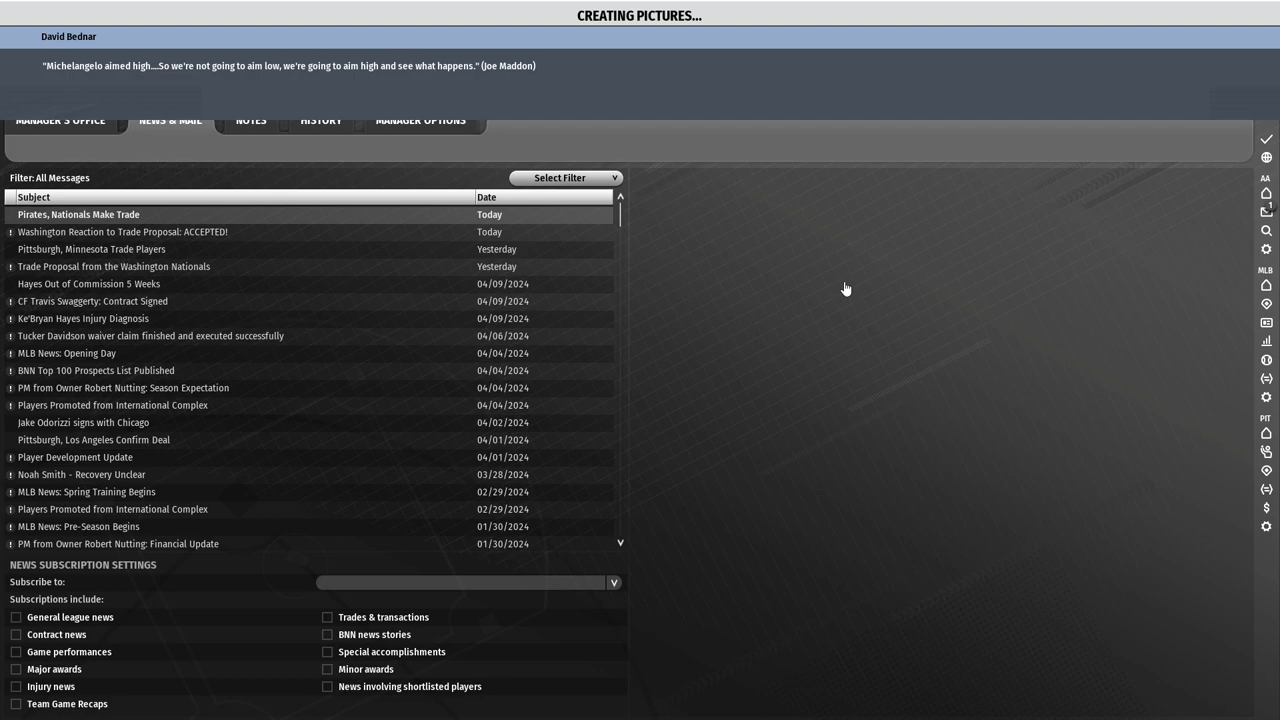 CREATING PICTURES...
David Bednar
"Michelangelo aimed high....So we're not going to aim low, we're going to aim high and see what happens." (Joe Maddon)
MANAGER'S OFFICE NEWS & MAIL NOTES HISTORY MANAGER OPTIONS
Filter: All Messages Select Filter
Subject Date
Pirates, Nationals Make Trade Today
! Washington Reaction to Trade Proposal: ACCEPTED! Today
Pittsburgh, Minnesota Trade Players Yesterday
! Trade Proposal from the Washington Nationals Yesterday
Hayes Out of Commission 5 Weeks 04/09/2024
! CF Travis Swaggerty: Contract Signed 04/09/2024
! Ke'Bryan Hayes Injury Diagnosis 04/09/2024
! Tucker Davidson waiver claim finished and executed successfully 04/06/2024
! MLB News: Opening Day 04/04/2024
! BNN Top 100 Prospects List Published 04/04/2024
! PM from Owner Robert Nutting: Season Expectation 04/04/2024
! Players Promoted from International Complex 04/04/2024
Jake Odorizzi signs with Chicago 04/02/2024
Pittsburgh, Los Angeles Confirm Deal 04/01/2024
! Player Development Update 04/01/2024
! Noah Smith - Recovery Unclear 03/28/2024
! MLB News: Spring Training Begins 02/29/2024
! Players Promoted from International Complex 02/29/2024
! MLB News: Pre-Season Begins 01/30/2024
! PM from Owner Robert Nutting: Financial Update 01/30/2024
NEWS SUBSCRIPTION SETTINGS
Subscribe to:
Subscriptions include:
General league news Trades & transactions
Contract news BNN news stories
Game performances Special accomplishments
Major awards Minor awards
Injury news News involving shortlisted players
Team Game Recaps
AA
1
MLB
PIT
$